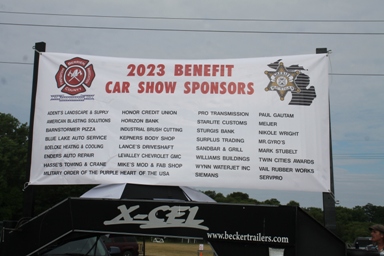 2023 BENEFIT
CAR SHOW SPONSORS
AGENT'S LANDSCAPE & SUPPLY
AMERICAN BLASTING SOLUTIONS
BARNSTORMER PIZZA
BLUE LAKE AUTO SERVICE
BOELCKE HEATING & COOLING
ENDERS AUTO REPAIR
HASSE'S TOWING & CRANE
MILITARY ORDER OF THE PURPLE HEART OF THE USA
HONOR CREDIT UNION
HORIZON BANK
INDUSTRIAL BRUSH CUTTING
KEPNERS BODY SHOP
LANCE'S DRIVESHAFT
LEVALLEY CHEVROLET GMC
MIKE'S MOD & FAB SHOP
PRO TRANSMISSION
STARLITE CUSTOMS
STURGIS BANK
SURPLUS TRADING
SANDBAR & GRILL
WILLIAMS BUILDINGS
WYNN WATERJET INC
SIEMANS
PAUL GAUTAM
MEIJER
NIKOLE WRIGHT
MR.GYRO'S
MARK STUBELT
TWIN CITIES AWARDS
VAIL RUBBER WORKS
SERVPRO
X-CEL
www.beckertrailers.com